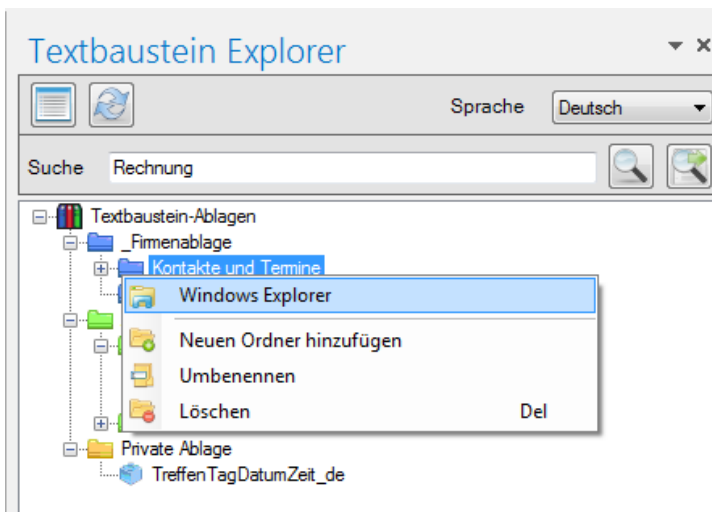 Textbaustein Explorer
Sprache Deutsch
Suche Rechnung
Textbaustein-Ablagen
_Firmenablage
Kontakte und Termine
Windows Explorer
Neuen Ordner hinzufügen
Umbenennen
Löschen Del
Private Ablage
TreffenTagDatumZeit_de